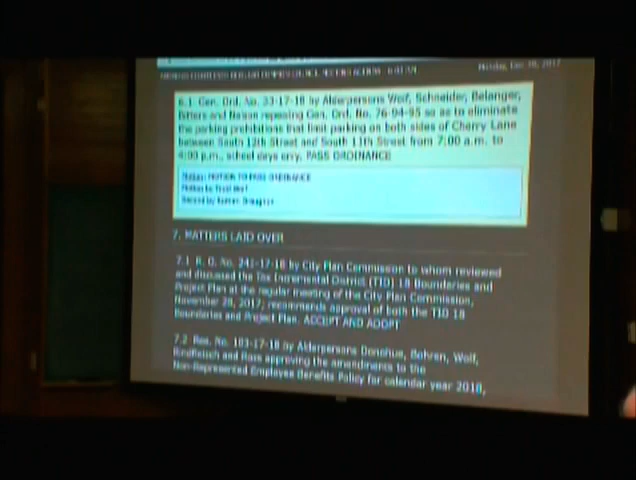 Monday, Dec 18, 2017
6.1 Gen. Ord. No. 33-17-18 by Alderpersons Wolf, Schneider, Belanger,
Bitters and Nelson repealing Gen. Ord. No. 76-94-95 so as to eliminate
the parking prohibitions that limit parking on both sides of Cherry Lane
between South 12th Street and South 11th Street from 7:00 a.m. to
4:00 p.m., school days only. PASS ORDINANCE
MOTION TO PASS ORDINANCE
Motion by
Second by
7. MATTERS LAID OVER
7.1 R. O. No. 241-17-18 by City Plan Commission to whom reviewed
and discussed the Tax Incremental District (TID) 18 Boundaries and
Project Plan at the regular meeting of the City Plan Commission,
November 28, 2017; recommends approval of both the TID 18
Boundaries and Project Plan. ACCEPT AND ADOPT
7.2 Res. No. 103-17-18 by Alderpersons Donohue, Bohren, Wolf,
Rindfleisch and Ross approving the amendments to the
Non-Represented Employee Benefits Policy for calendar year 2018,